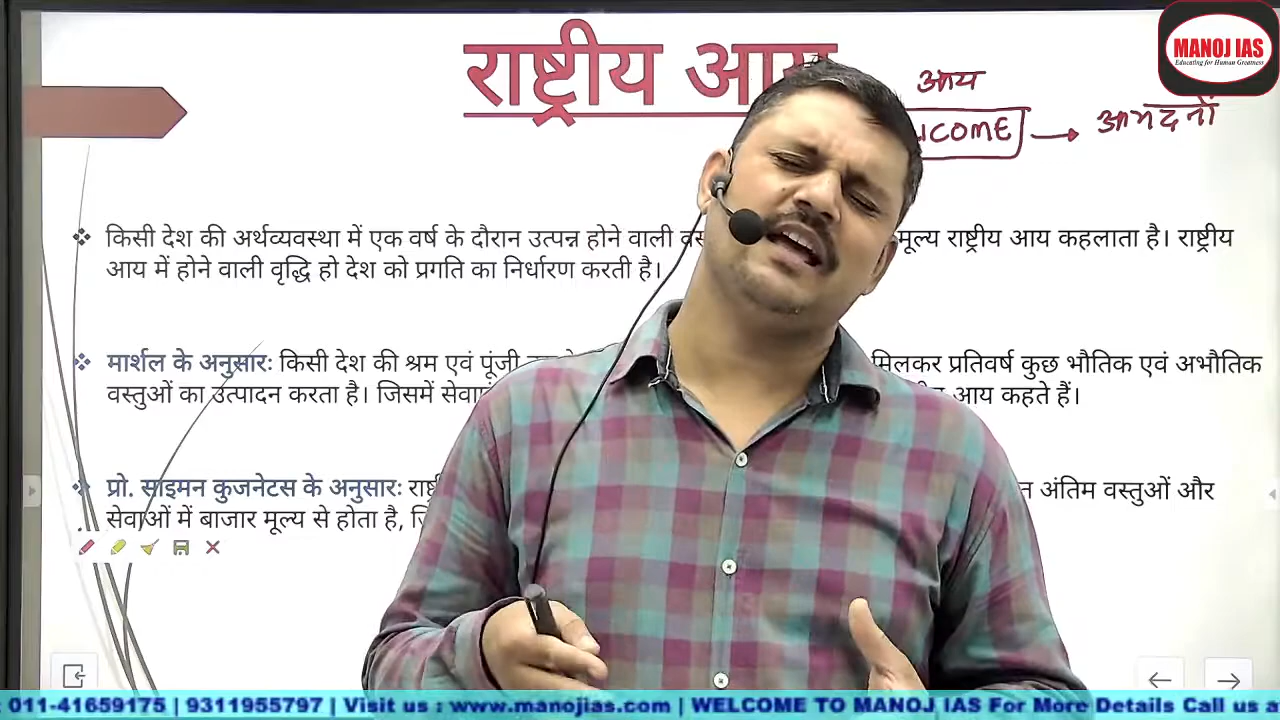 राष्ट्रीय आय
आय
COME → आमदनी
MANOJ IAS
Educating for Human Greatness
❖ किसी देश की अर्थव्यवस्था में एक वर्ष के दौरान उत्पन्न होने वाली मूल्य राष्ट्रीय आय कहलाता है। राष्ट्रीय
आय में होने वाली वृद्धि हो देश को प्रगति का निर्धारण करती है।
❖ मार्शल के अनुसारः किसी देश की श्रम एवं पूंजी मिलकर प्रतिवर्ष कुछ भौतिक एवं अभौतिक
वस्तुओं का उत्पादन करता है। जिसमें आय कहते हैं।
❖ प्रो. साइमन कुजनेटस के अनुसारः अंतिम वस्तुओं और
सेवाओं में बाजार मूल्य से होता है,
011-41659175 | 9311955797 | Visit us : www.manojias.com | WELCOME TO MANOJ IAS For More Details Call us a